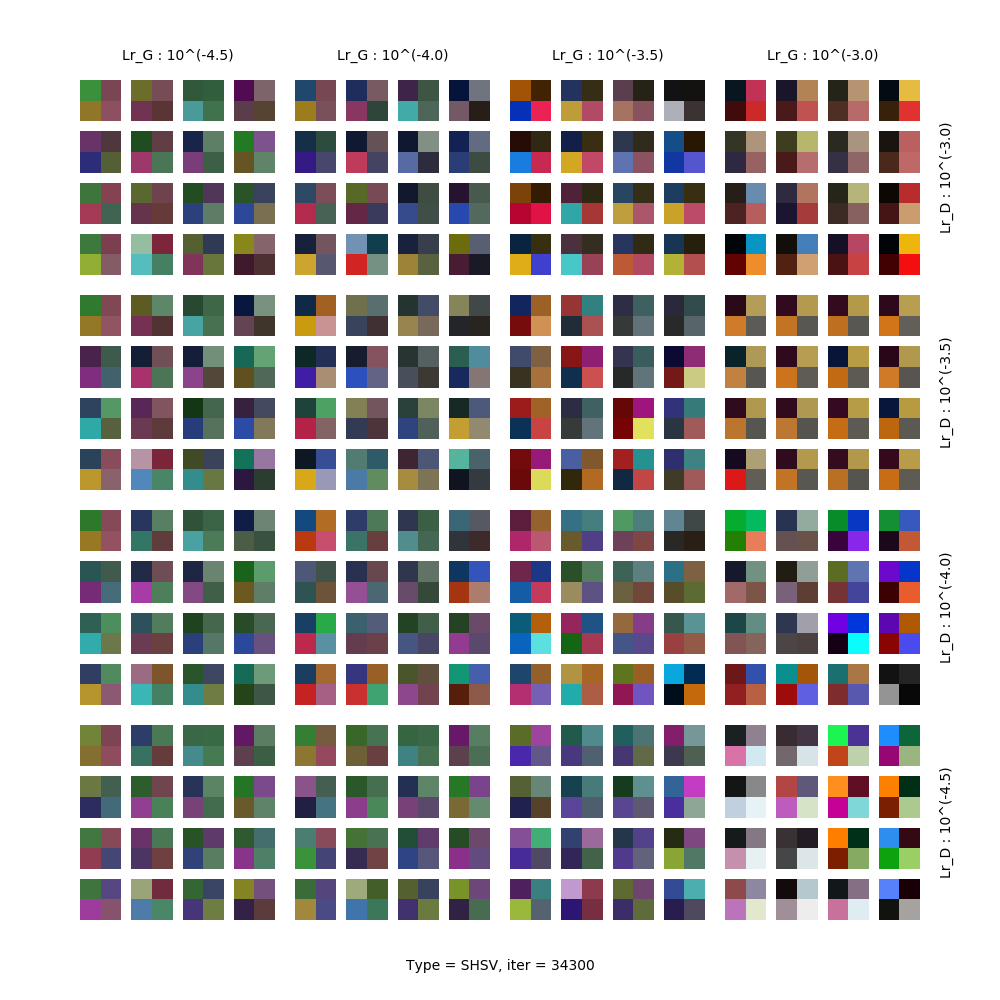 Lr_G : 10^(-4.5)
Lr_G : 10^(-4.0)
Lr_G : 10^(-3.5)
Lr_G : 10^(-3.0)
Lr_D : 10^(-3.0)
Lr_D : 10^(-3.5)
Lr_D : 10^(-4.0)
Lr_D : 10^(-4.5)
Type = SHSV, iter = 34300